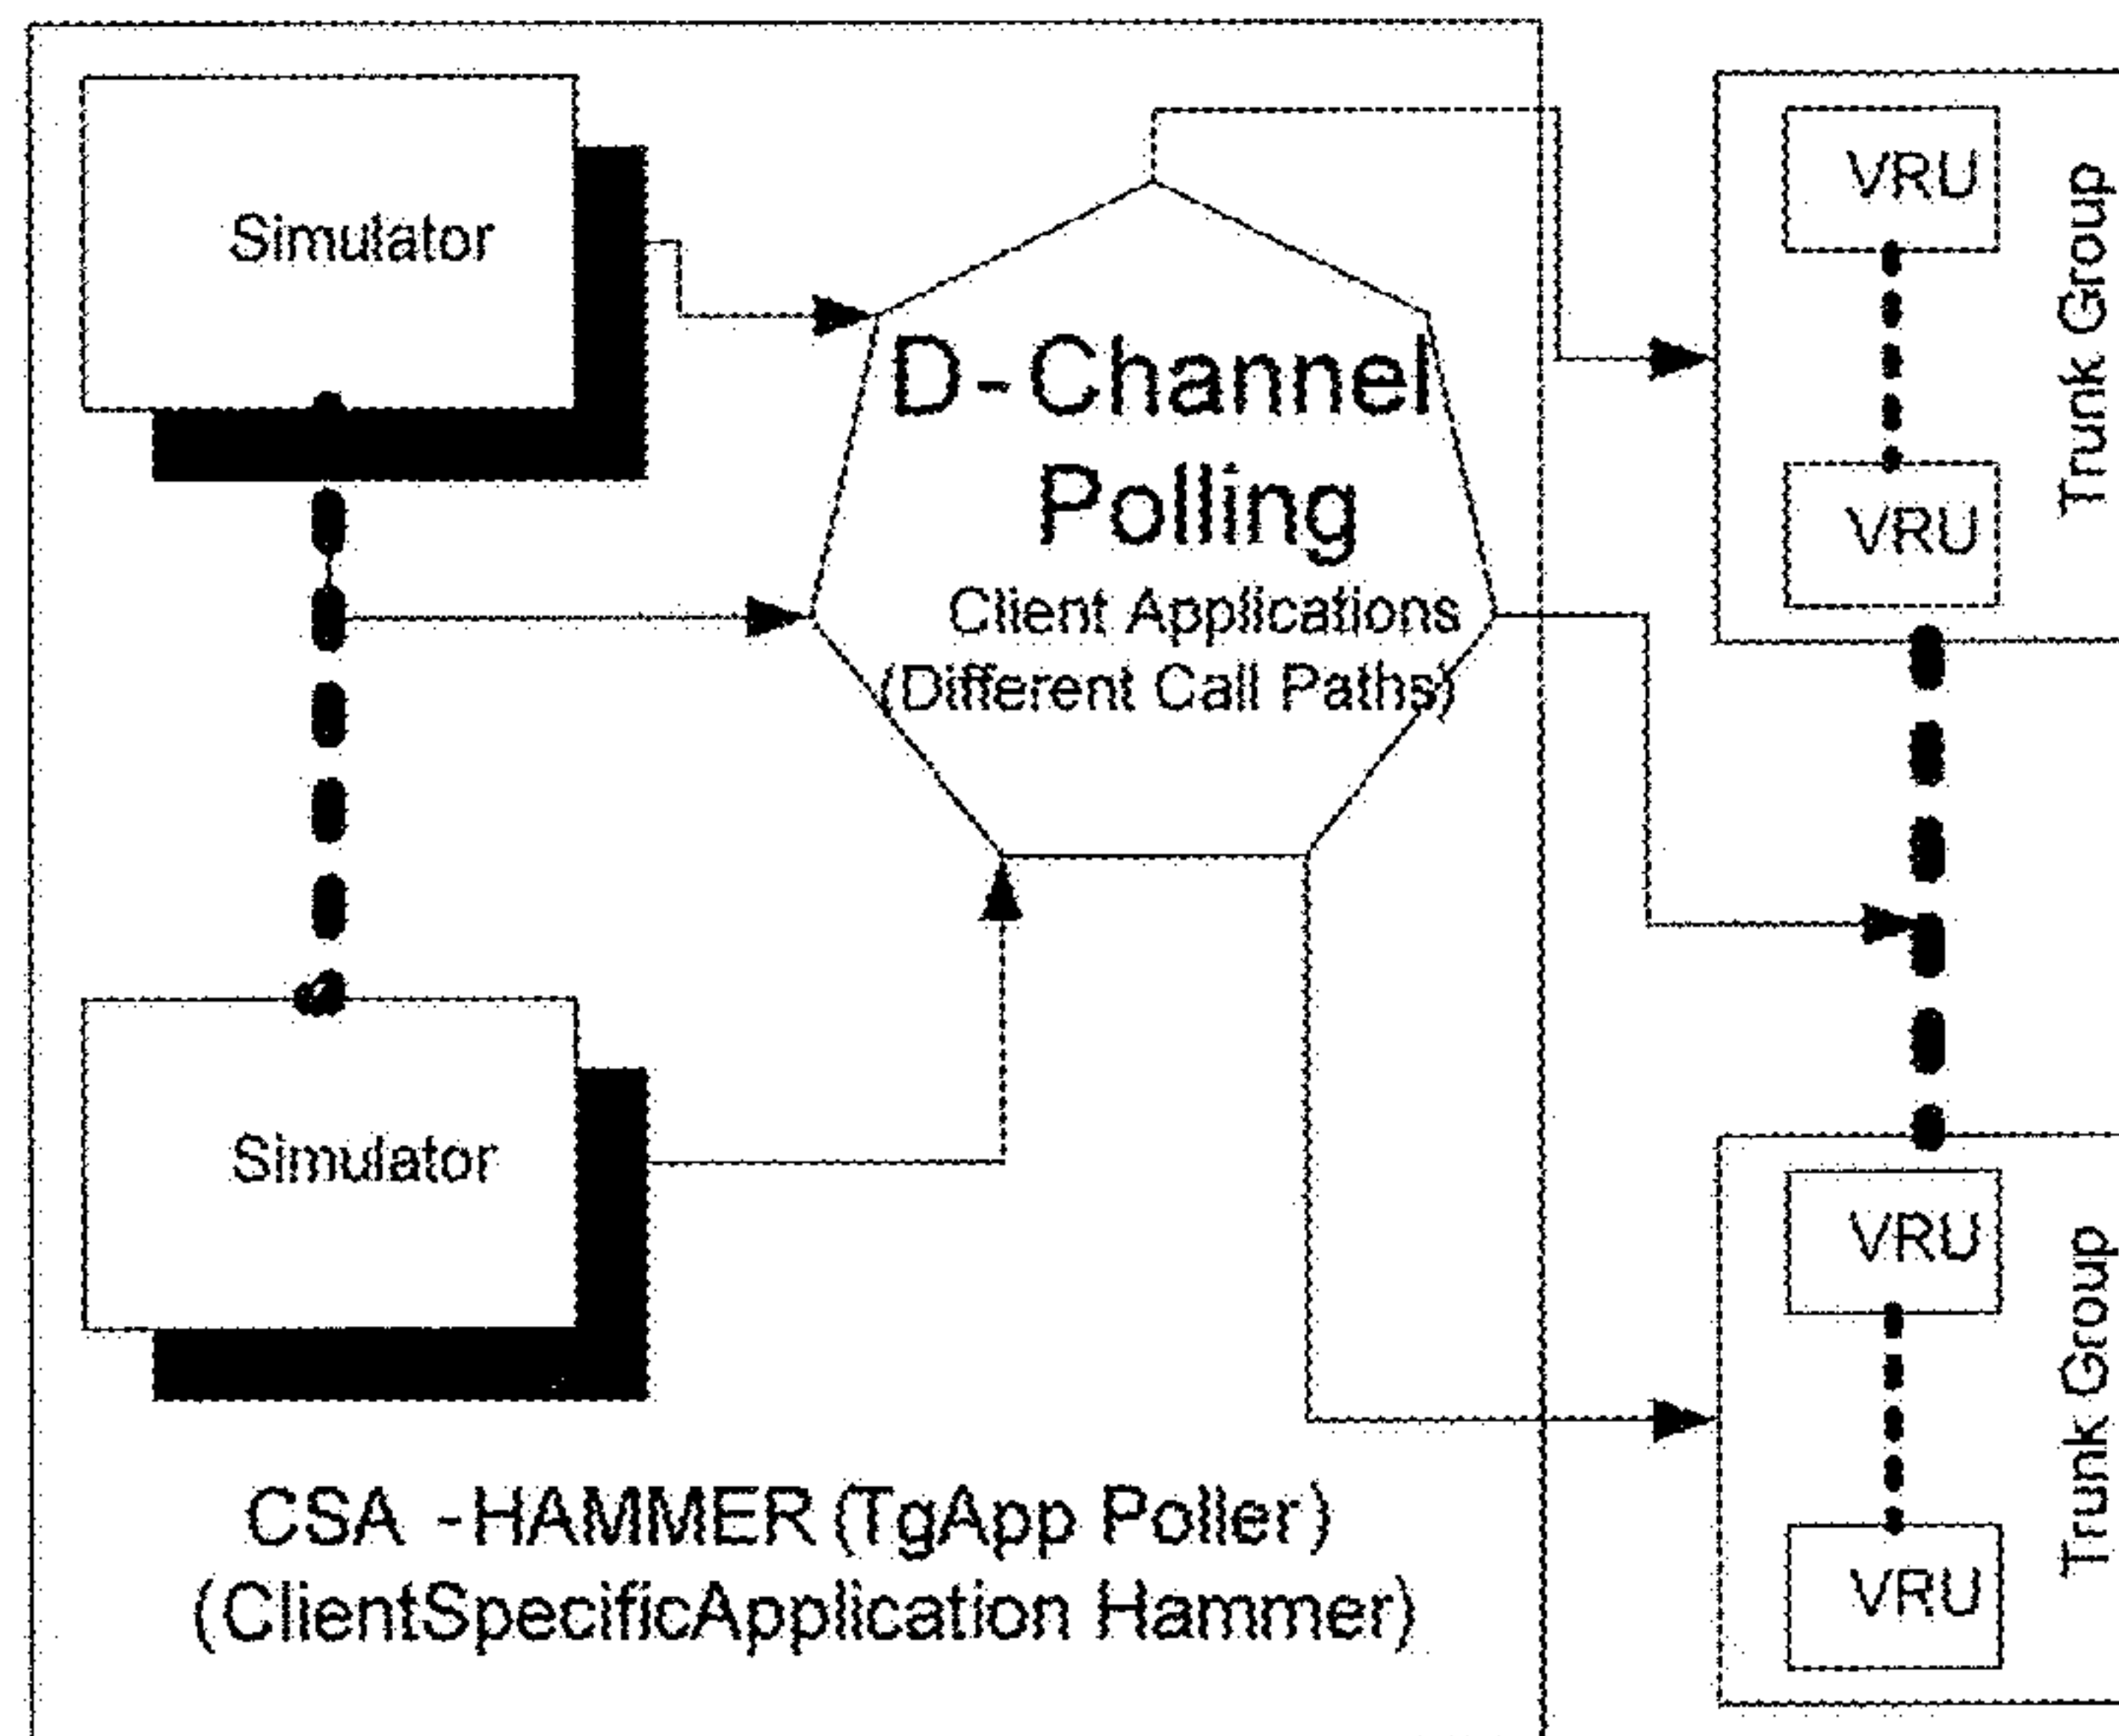 Simulator
D-Channel
Polling
Client Applications
(Different Call Paths)
Simulator
CSA -HAMMER (TgApp Poller)
(ClientSpecificApplication Hammer)
VRU
VRU
Trunk Group
VRU
VRU
Trunk Group